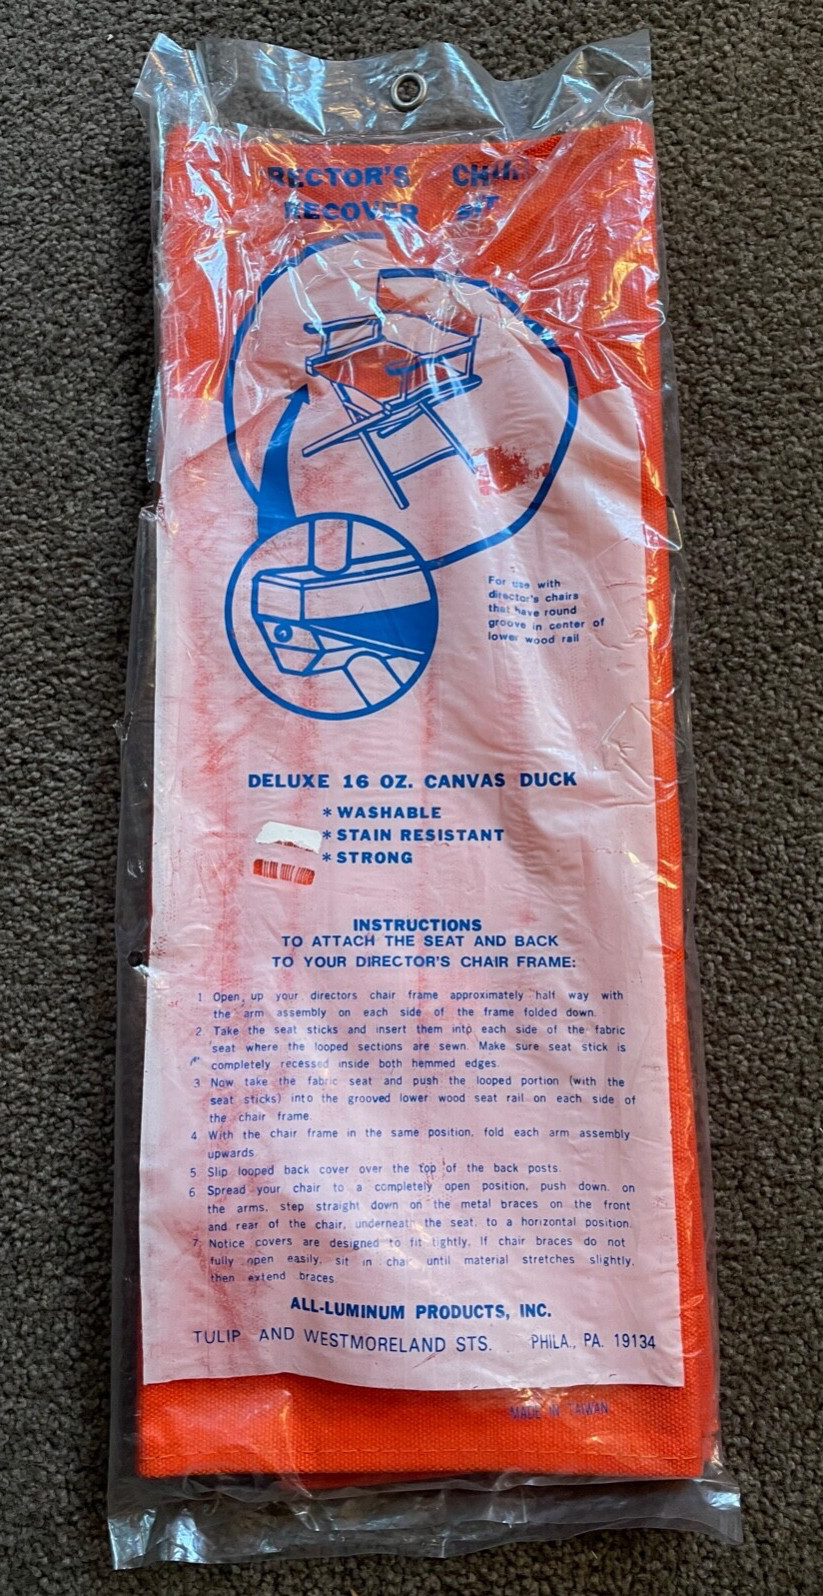 RECTOR'S CHAIR
RECOVER KIT
For use with
director's chairs
that have round
groove in center of
lower wood rail
DELUXE 16 OZ. CANVAS DUCK
* WASHABLE
* STAIN RESISTANT
* STRONG
INSTRUCTIONS
TO ATTACH THE SEAT AND BACK
TO YOUR DIRECTOR'S CHAIR FRAME:
1. Open up your directors chair frame approximately half way with
the arm assembly on each side of the frame folded down.
2. Take the seat sticks and insert them into each side of the fabric
seat where the looped sections are sewn. Make sure seat stick is
completely recessed inside both hemmed edges.
3 Now take the fabric seat and push the looped portion (with the
seat sticks) into the grooved lower wood seat rail on each side of
the chair frame.
4. With the chair frame in the same position, fold each arm assembly
upwards.
5. Slip looped back cover over the top of the back posts.
6 Spread your chair to a completely open position, push down on
the arms, step straight down on the metal braces on the front
and rear of the chair, underneath the seat, to a horizontal position.
7. Notice covers are designed to fit tightly. If chair braces do not
fully open easily, sit in chair until material stretches slightly,
then extend braces
ALL-LUMINUM PRODUCTS, INC.
TULIP AND WESTMORELAND STS. PHILA., PA. 19134
MADE IN TAIWAN